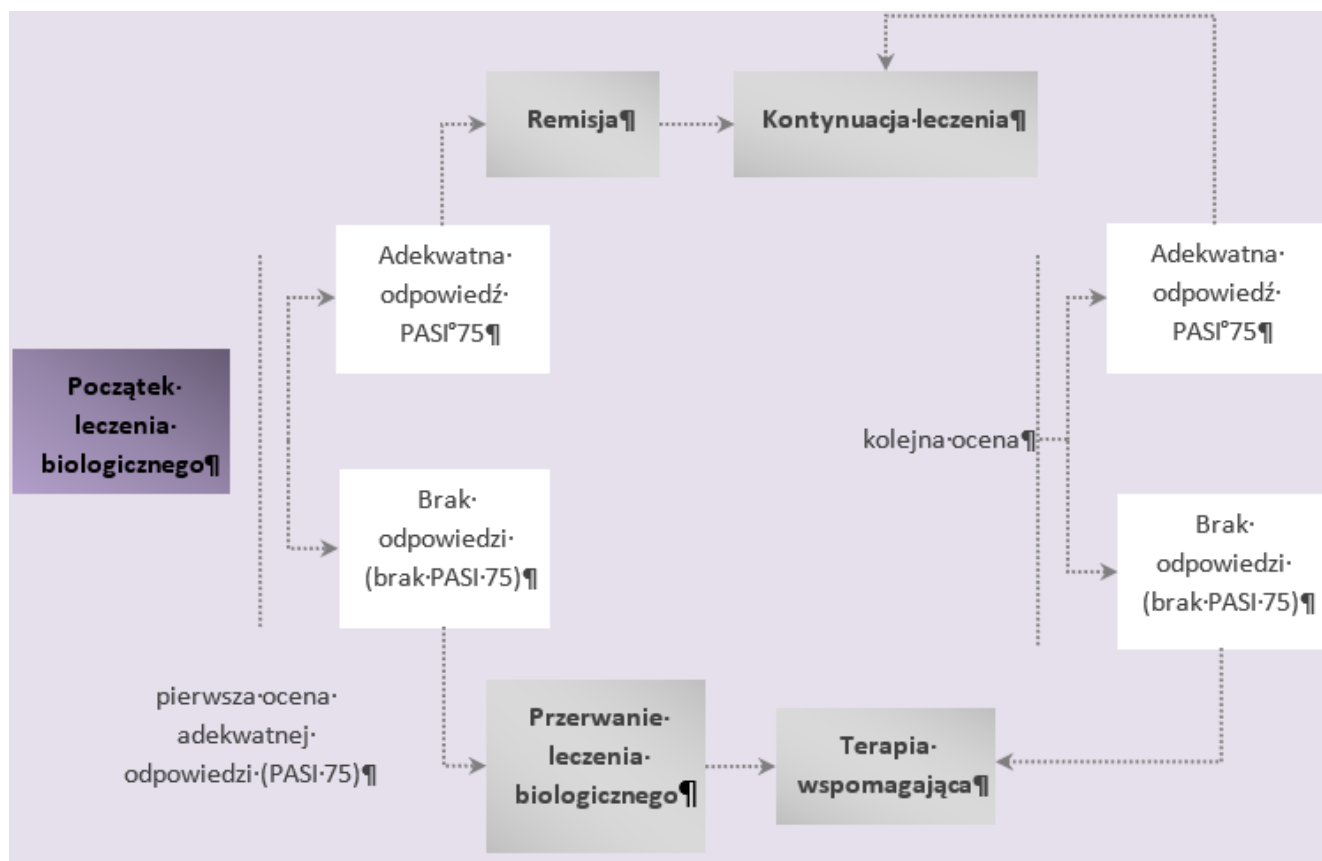 Remisja¶
Kontynuacja·leczenia¶
Adekwatna·
odpowiedź·
PASI°75¶
Adekwatna·
odpowiedź·
PASI°75¶
Początek·
leczenia·
biologicznego¶
kolejna·ocena¶
Brak·
odpowiedzi·
(brak·PASI·75)¶
Brak·
odpowiedzi·
(brak·PASI·75)¶
pierwsza·ocena·
adekwatnej·
odpowiedzi·(PASI·75)¶
Przerwanie·
leczenia·
biologicznego¶
Terapia·
wspomagająca¶